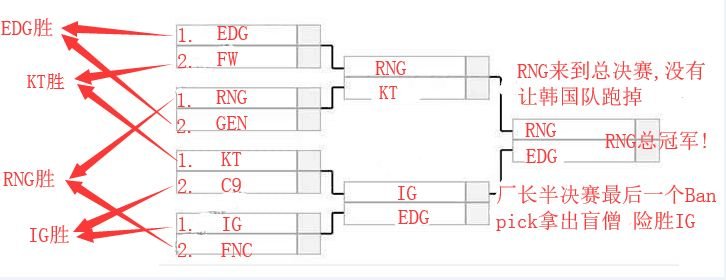 EDG胜
KT胜
RNG胜
IG胜
1. EDG
2. FW
1. RNG
2. GEN
1. KT
2. C9
1. IG
2. FNC
RNG
KT
IG
EDG
RNG来到总决赛,没有
让韩国队跑掉
RNG
EDG
RNG总冠军!
厂长半决赛最后一个Ban
pick拿出盲僧 险胜IG